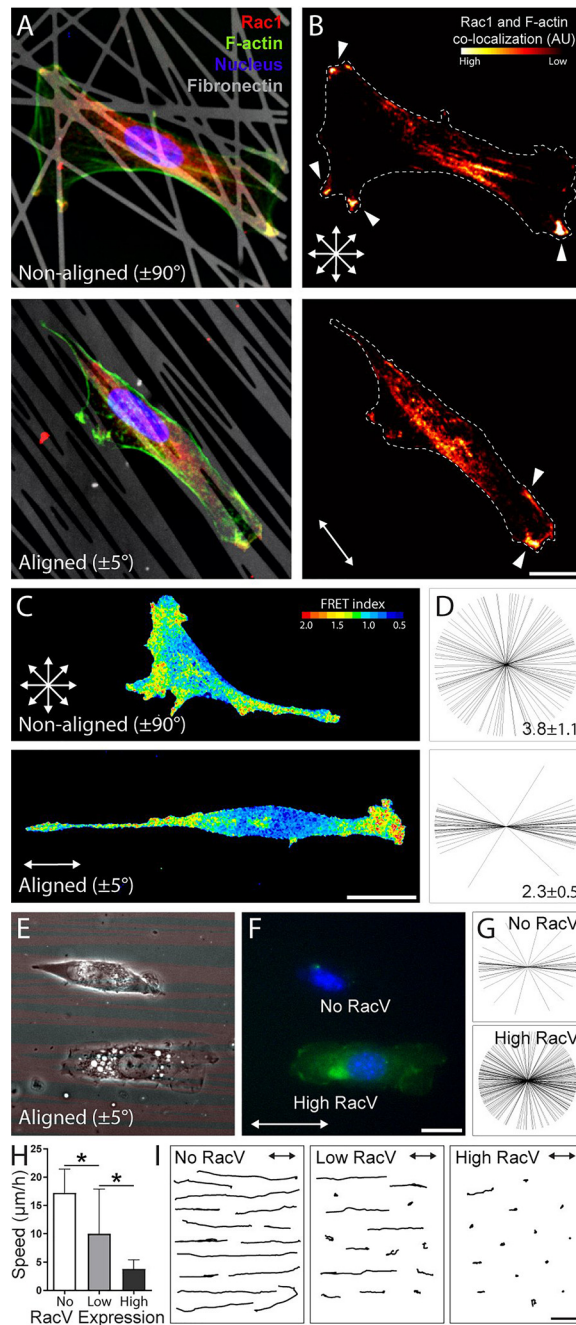 A
Rac1
F-actin
Nucleus
Fibronectin
Non-aligned (±90°)
B
Rac1 and F-actin
co-localization (AU)
High
Low
Aligned (±5°)
C
FRET index
2.0 1.5 1.0 0.5
Non-aligned (±90°)
D
3.8±1.1
Aligned (±5°)
2.3±0.5
E
Aligned (±5°)
F
No RacV
High RacV
G
No RacV
High RacV
H
Speed (µm/h)
25
20
15
10
5
0
*
*
No Low High
RacV Expression
I
No RacV
Low RacV
High RacV